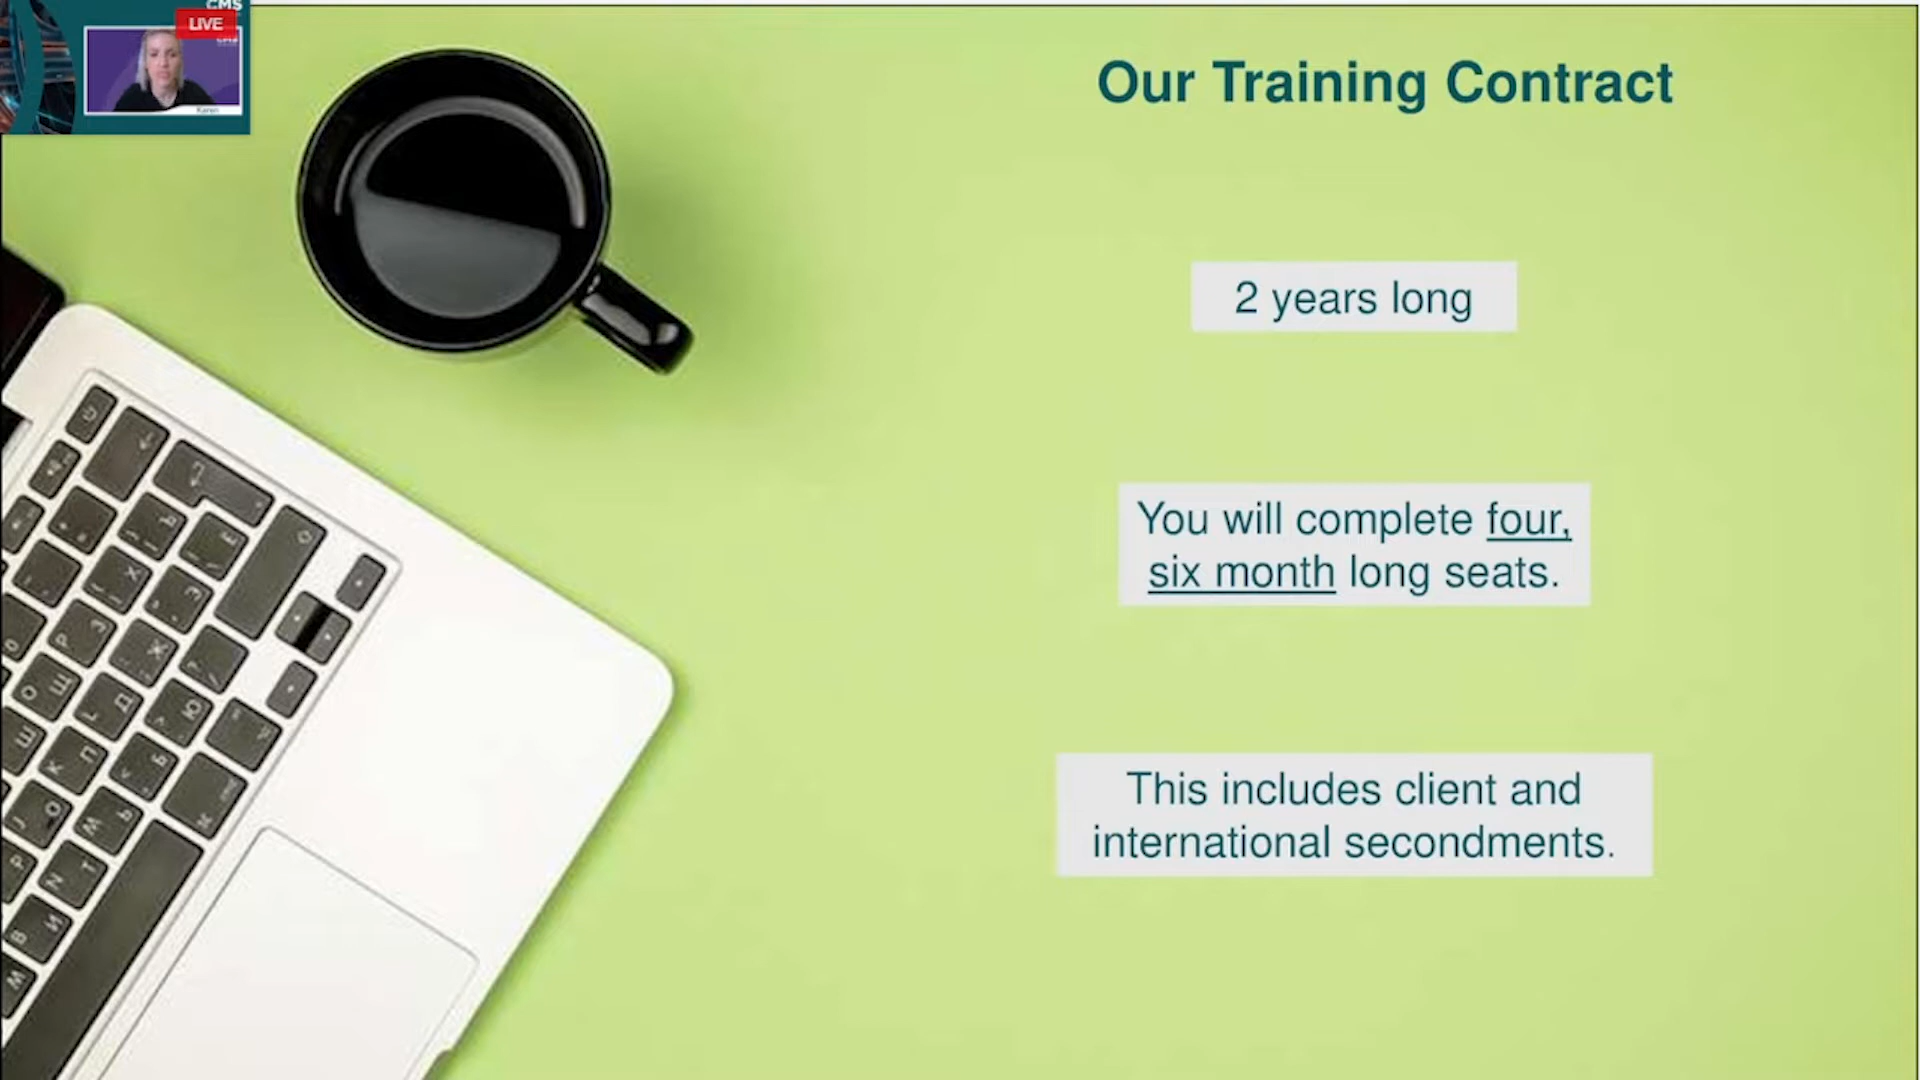 CMS
LIVE
Karen
Our Training Contract
2 years long
You will complete four,
six month long seats.
This includes client and
international secondments.